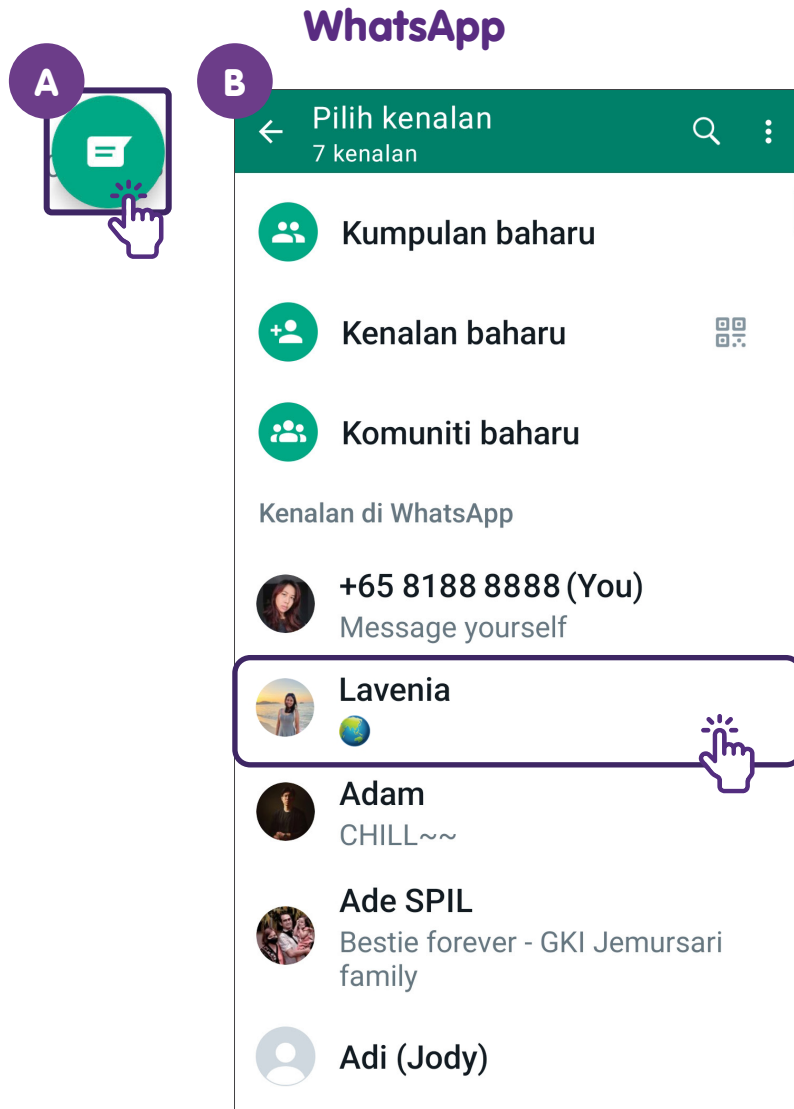 WhatsApp
A
B
Pilih kenalan
7 kenalan
Kumpulan baharu
Kenalan baharu
Komuniti baharu
Kenalan di WhatsApp
+65 8188 8888 (You)
Message yourself
Lavenia
🌏
Adam
CHILL~~
Ade SPIL
Bestie forever - GKI Jemursari
family
Adi (Jody)